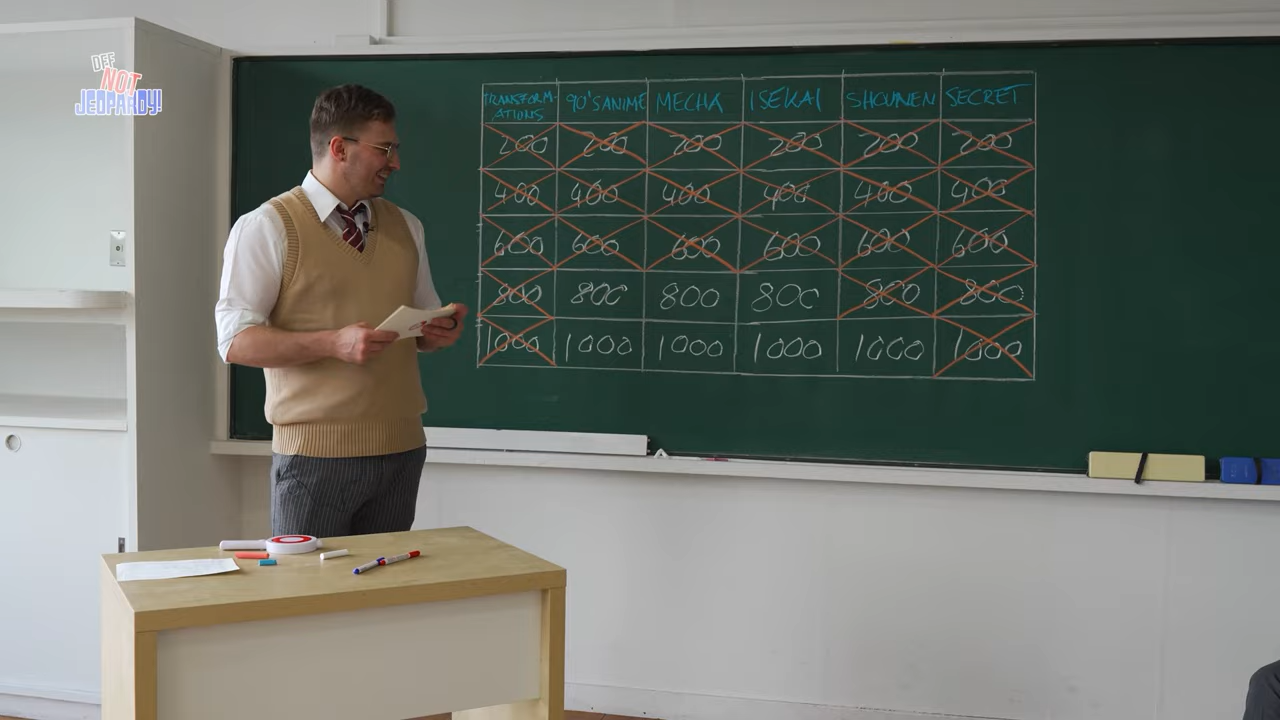 DEF
NOT
JEOPARDY!
TRANSFORM-
ATIONS
90'S ANIME
MECHA
ISEKAI
SHOUNEN
SECRET
200 200 200 200 200 200
400 400 400 400 400 400
600 600 600 600 600 600
800 800 800 800 800 800
1000 1000 1000 1000 1000 1000